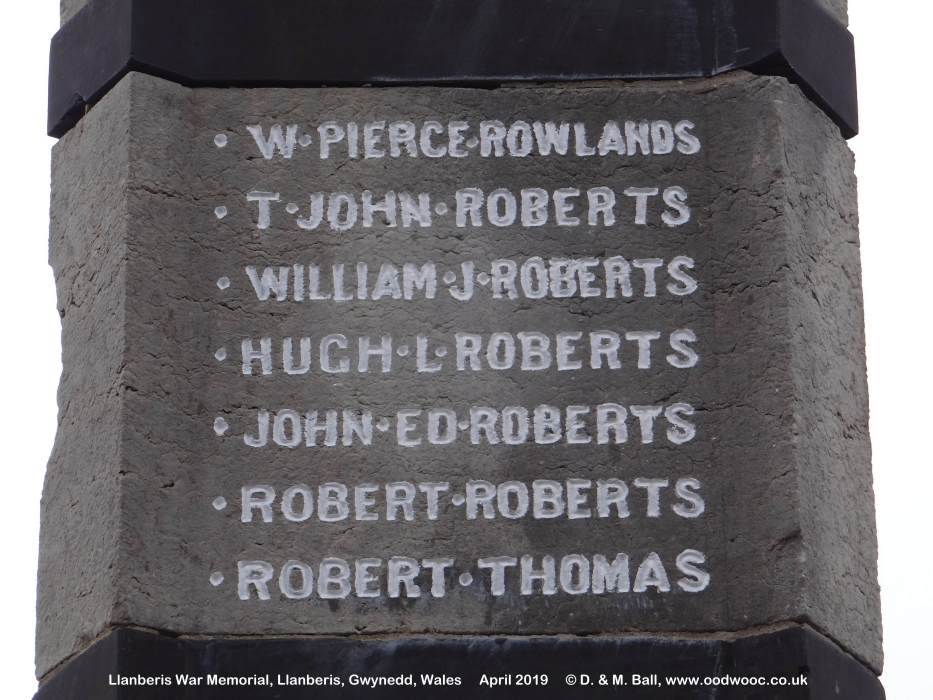 · W · PIERCE · ROWLANDS
· T · JOHN · ROBERTS
· WILLIAM · J · ROBERTS
· HUGH · L · ROBERTS
· JOHN · ED · ROBERTS
· ROBERT · ROBERTS
· ROBERT · THOMAS
Llanberis War Memorial, Llanberis, Gwynedd, Wales April 2019 © D. & M. Ball, www.oodwooc.co.uk